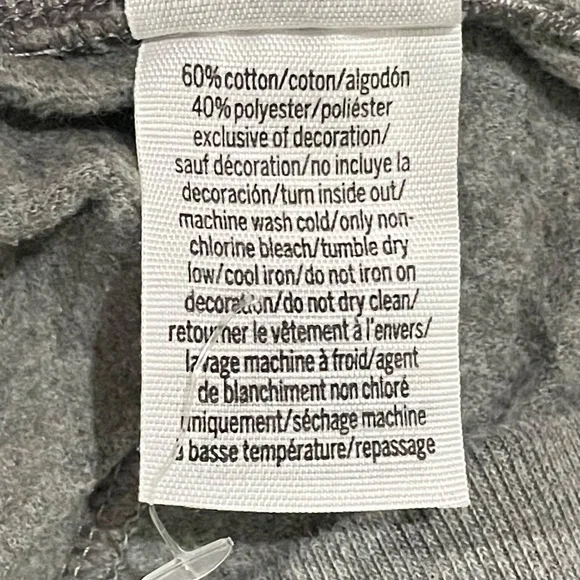 60% cotton/coton/algodón
40% polyester/poliéster
exclusive of decoration/
sauf décoration/no incluye la
decoración/turn inside out/
machine wash cold/only non-
chlorine bleach/tumble dry
low/cool iron/do not iron on
decoration/do not dry clean/
retourner le vêtement à l'envers/
lavage machine à froid/agent
de blanchiment non chloré
uniquement/séchage machine
à basse température/repassage